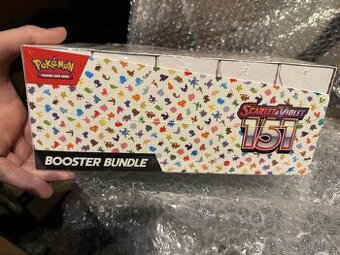 Pokémon
TRADING CARD GAME
SCARLET & VIOLET
151
BOOSTER BUNDLE